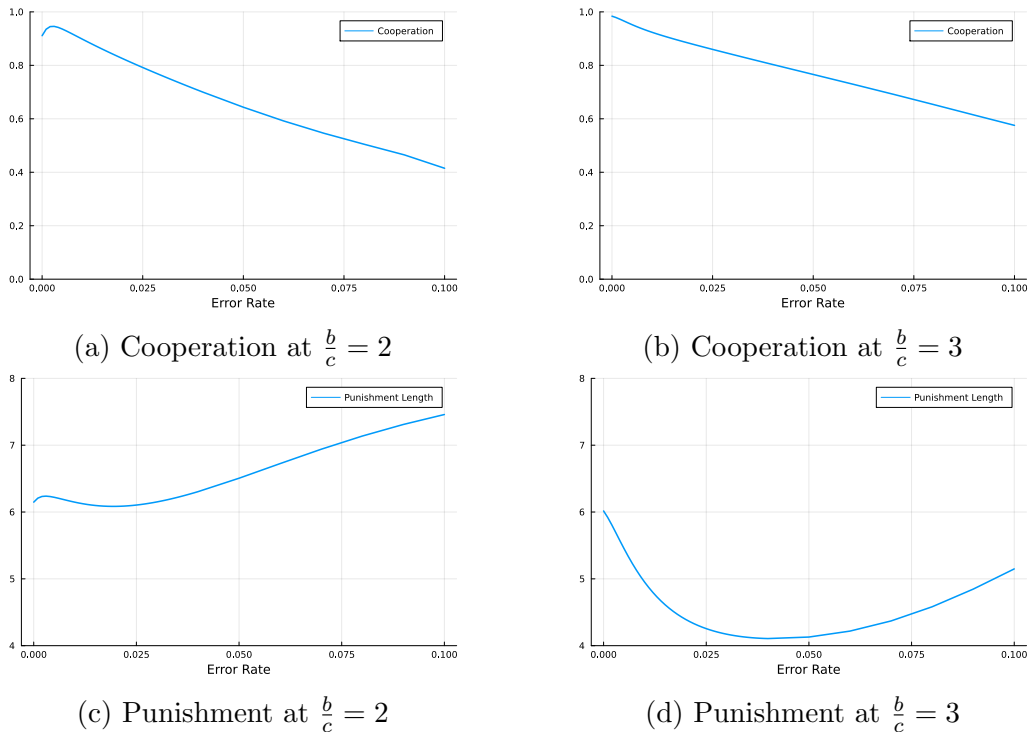 1.0
0.8
0.6
0.4
0.2
0.0
Cooperation
0.000 0.025 0.050 0.075 0.100
Error Rate
(a) Cooperation at b/c = 2
1.0
0.8
0.6
0.4
0.2
0.0
Cooperation
0.000 0.025 0.050 0.075 0.100
Error Rate
(b) Cooperation at b/c = 3
8
7
6
5
4
Punishment Length
0.000 0.025 0.050 0.075 0.100
Error Rate
(c) Punishment at b/c = 2
8
7
6
5
4
Punishment Length
0.000 0.025 0.050 0.075 0.100
Error Rate
(d) Punishment at b/c = 3